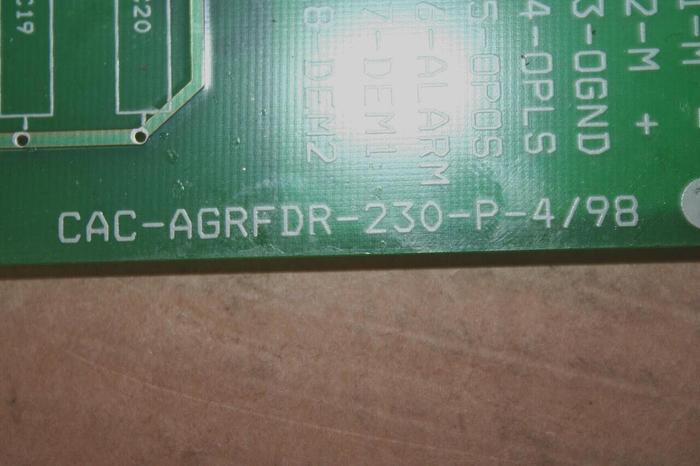 C19
C20
8-DEM2
7-DEM1
6-ALARM
5-OPOS
4-OPLS
3-OGND
2-M +
1-M -
CAC-AGRFDR-230-P-4/98